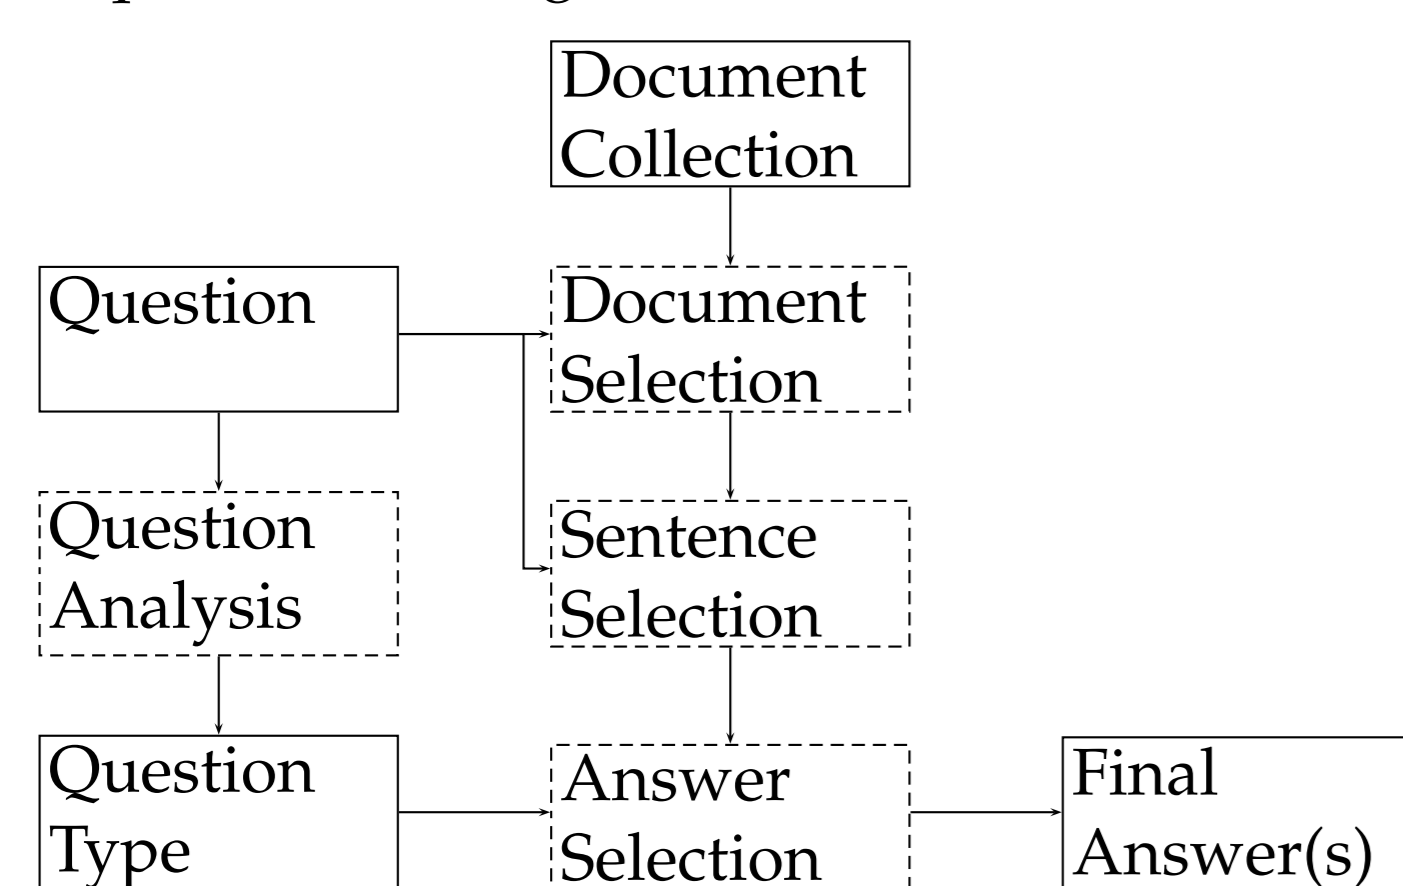 Document
Collection
Question
Document
Selection
Question
Analysis
Sentence
Selection
Question
Type
Answer
Selection
Final
Answer(s)